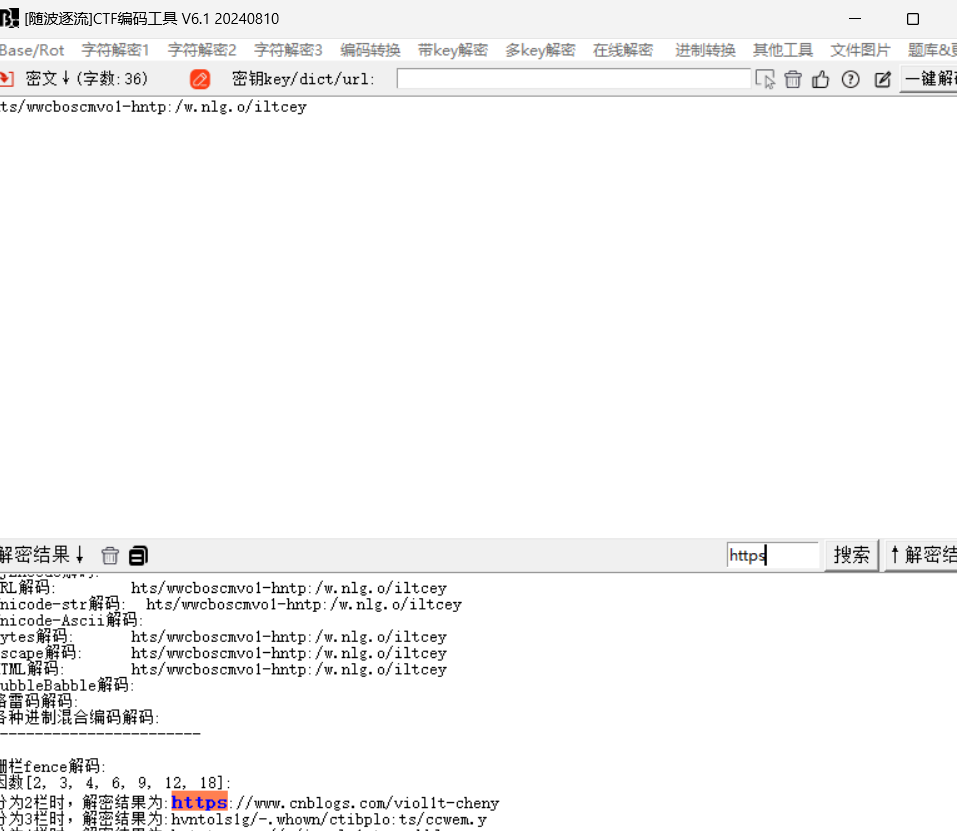 [随波逐流]CTF编码工具 V6.1 20240810
Base/Rot 字符解密1 字符解密2 字符解密3 编码转换 带key解密 多key解密 在线解密 进制转换 其他工具 文件图片 题库&
密文↓(字数:36) 密钥key/dict/url: 一键解
ts/wwcboscmvo1-hntp:/w.nlg.o/iltcey
解密结果↓ https 搜索 ↑解密结
RL解码: hts/wwcboscmvo1-hntp:/w.nlg.o/iltcey
nicode-str解码: hts/wwcboscmvo1-hntp:/w.nlg.o/iltcey
nicode-Ascii解码:
ytes解码: hts/wwcboscmvo1-hntp:/w.nlg.o/iltcey
scape解码: hts/wwcboscmvo1-hntp:/w.nlg.o/iltcey
TML解码: hts/wwcboscmvo1-hntp:/w.nlg.o/iltcey
ubbleBabble解码:
雷码解码:
各种进制混合编码解码:
-----------------------
栏fence解码:
因数[2, 3, 4, 6, 9, 12, 18]:
分为2栏时，解密结果为:https://www.cnblogs.com/viol1t-cheny
分为3栏时，解密结果为:hvntols1g/-.whown/ctibplo:ts/ccwem.y